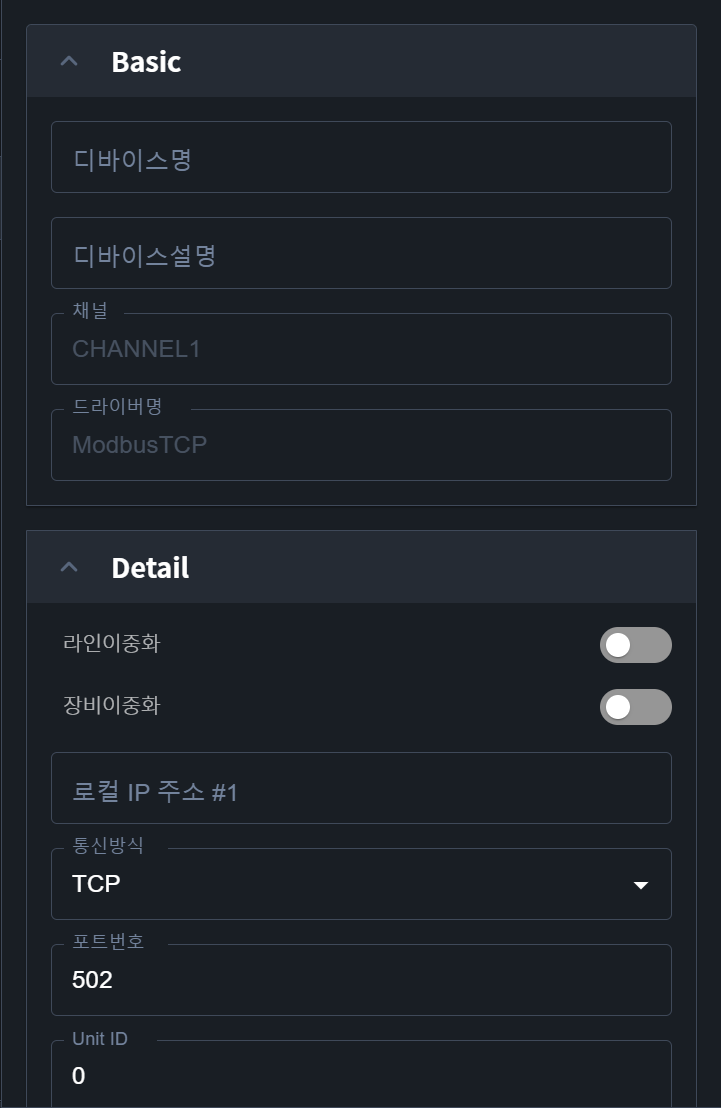 Basic
디바이스명
디바이스설명
채널
CHANNEL1
드라이버명
ModbusTCP
Detail
라인이중화
장비이중화
로컬 IP 주소 #1
통신방식
TCP
포트번호
502
Unit ID
0